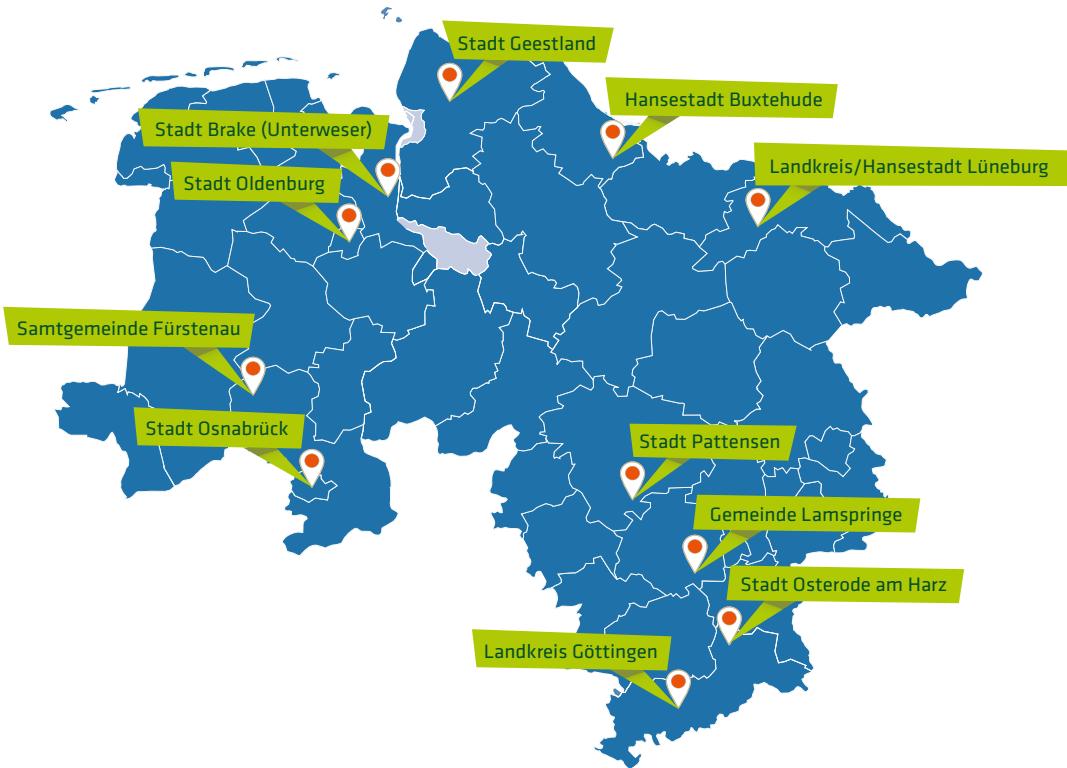 Stadt Geestland
Hansestadt Buxtehude
Stadt Brake (Unterweser)
Landkreis/Hansestadt Lüneburg
Stadt Oldenburg
Samtgemeinde Fürstenau
Stadt Osnabrück
Stadt Pattensen
Gemeinde Lamspringe
Stadt Osterode am Harz
Landkreis Göttingen